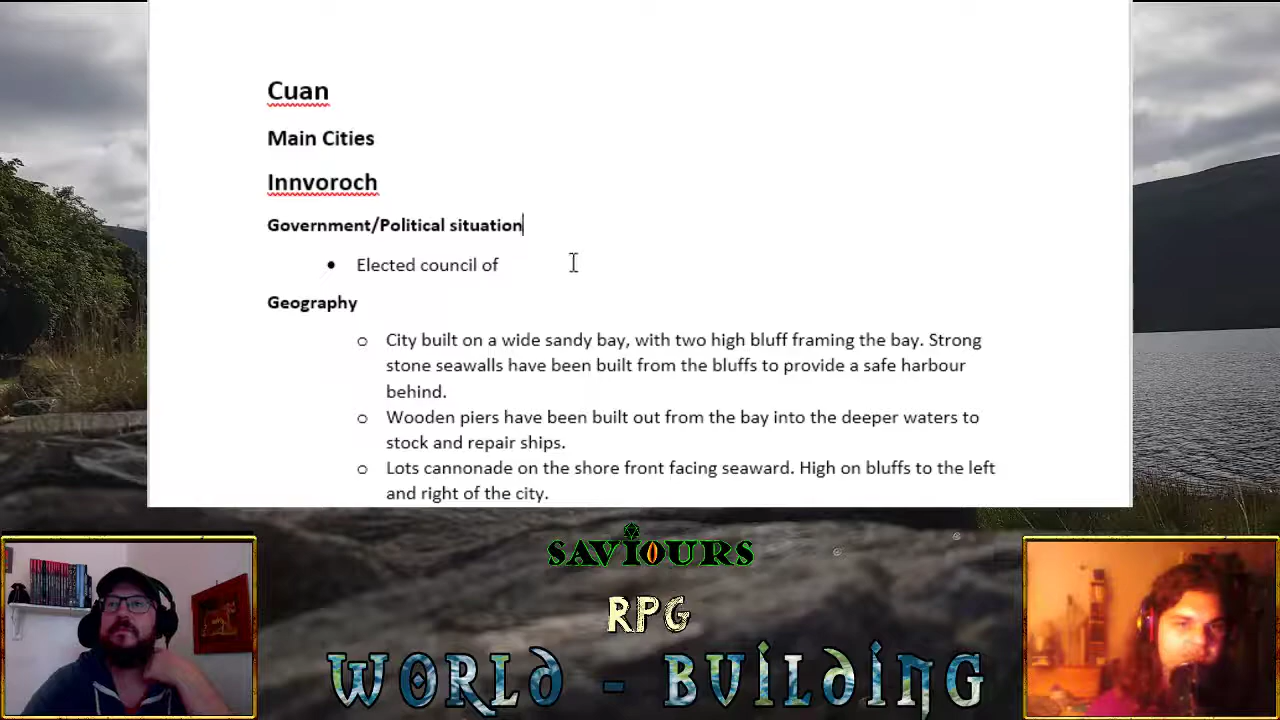 Cuan
Main Cities
Innvoroch
Government/Political situation
• Elected council of
Geography
o City built on a wide sandy bay, with two high bluff framing the bay. Strong
stone seawalls have been built from the bluffs to provide a safe harbour
behind.
o Wooden piers have been built out from the bay into the deeper waters to
stock and repair ships.
o Lots cannonade on the shore front facing seaward. High on bluffs to the left
and right of the city.
SAVIOURS
RPG
WORLD - BUILDING